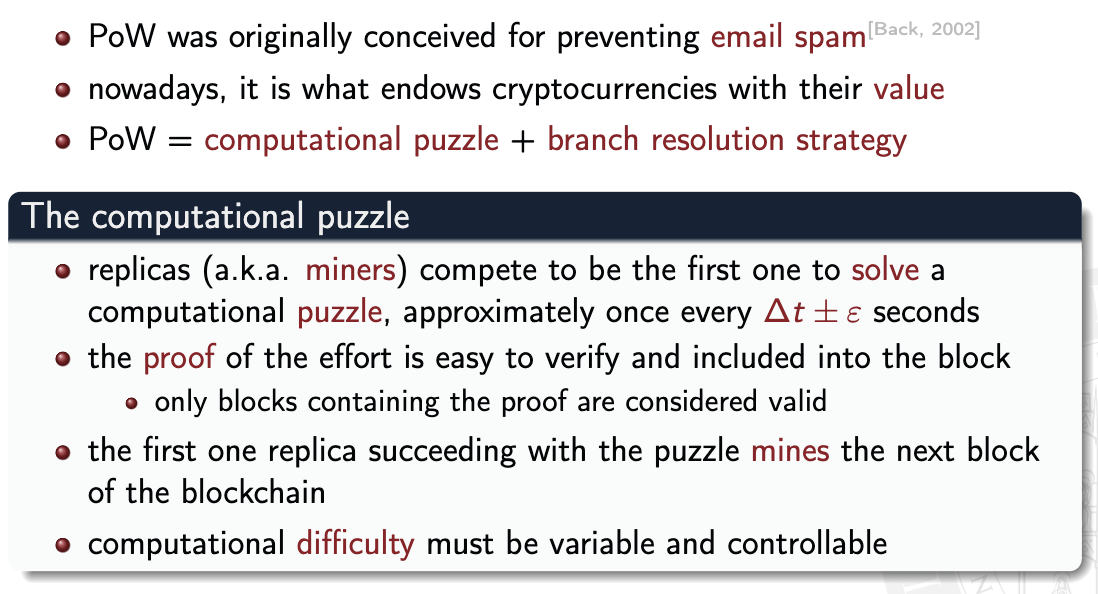 PoW was originally conceived for preventing email spam[Back, 2002]
nowadays, it is what endows cryptocurrencies with their value
PoW = computational puzzle + branch resolution strategy
The computational puzzle
replicas (a.k.a. miners) compete to be the first one to solve a
computational puzzle, approximately once every Δt ± ε seconds
the proof of the effort is easy to verify and included into the block
only blocks containing the proof are considered valid
the first one replica succeeding with the puzzle mines the next block
of the blockchain
computational difficulty must be variable and controllable